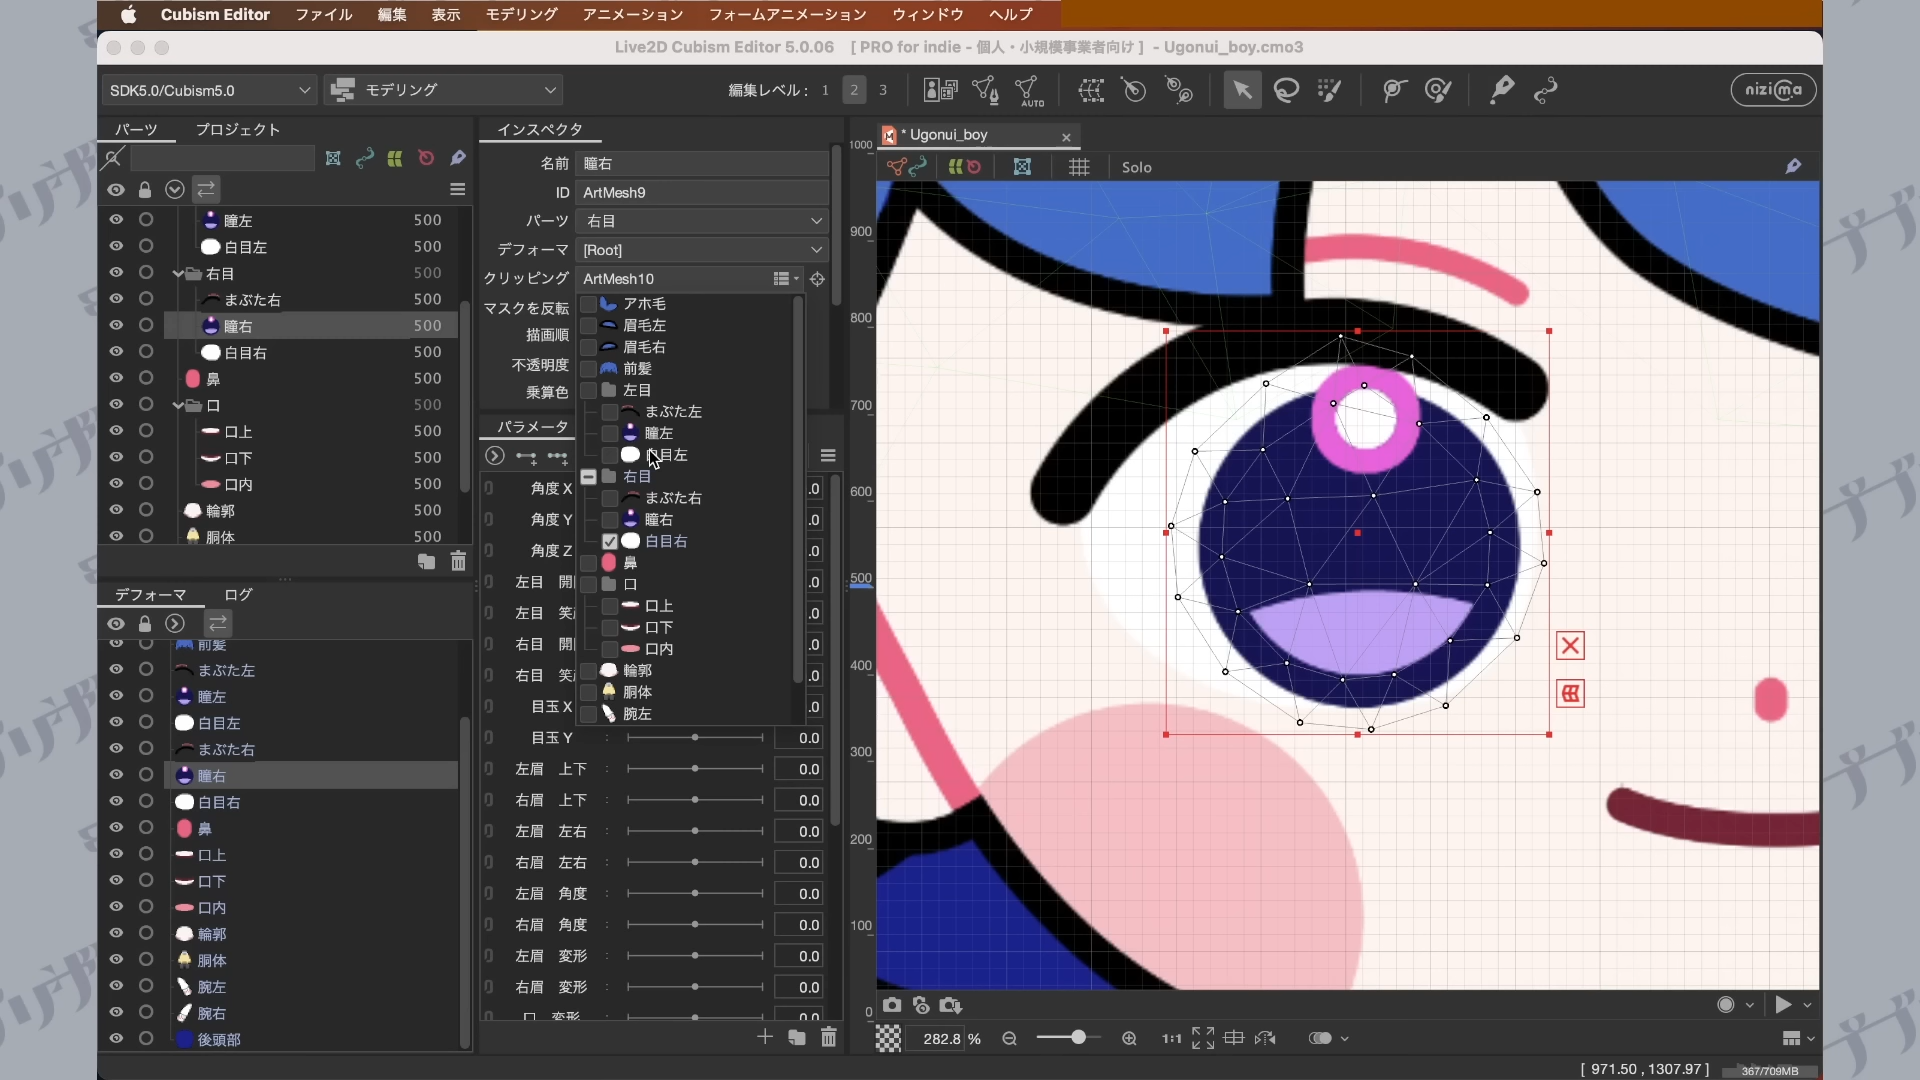 Cubism Editor ファイル 編集 表示 モデリング アニメーション フォームアニメーション ウィンドウ ヘルプ
Live2D Cubism Editor 5.0.06 [ PRO for indie - 個人・小規模事業者向け ] - Ugonui_boy.cmo3
SDK5.0/Cubism5.0 モデリング 編集レベル： 1 2 3 AUTO nizima
パーツ プロジェクト
瞳左 500
白目左 500
右目 500
まぶた右 500
瞳右 500
白目右 500
鼻 500
口 500
口上 500
口下 500
口内 500
輪郭 500
胴体 500
デフォーマ ログ
前髪
まぶた左
瞳左
白目左
まぶた右
瞳右
白目右
鼻
口上
口下
口内
輪郭
胴体
腕左
腕右
後頭部
インスペクタ
名前 瞳右
ID ArtMesh9
パーツ 右目
デフォーマ [Root]
クリッピング ArtMesh10
マスクを反転
描画順
不透明度
乗算色
アホ毛
眉毛左
眉毛右
前髪
左目
まぶた左
瞳左
白目左
右目
まぶた右
瞳右
白目右
鼻
口
口上
口下
口内
輪郭
胴体
腕左
パラメータ
角度 X .0
角度 Y .0
角度 Z .0
左目 開 .0
左目 笑 .0
右目 開 .0
右目 笑 .0
目玉 X .0
目玉 Y : 0.0
左眉 上下 : 0.0
右眉 上下 : 0.0
左眉 左右 : 0.0
右眉 左右 : 0.0
左眉 角度 : 0.0
右眉 角度 : 0.0
左眉 変形 : 0.0
右眉 変形 : 0.0
口 変形 : 0.0
* Ugonui_boy
Solo
1000
900
800
700
600
500
400
300
200
100
0
282.8 % 1:1
[ 971.50 , 1307.97 ] 367/709MB